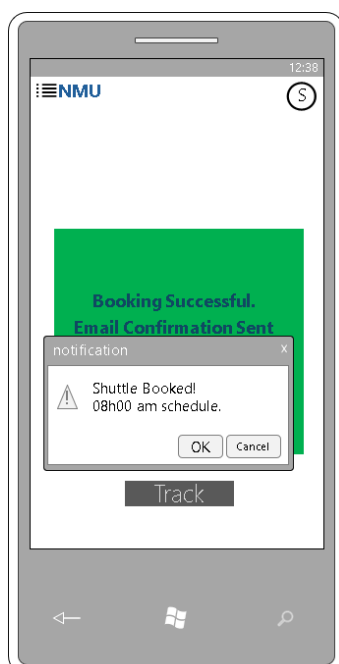 12:38
NMU
S
Booking Successful.
Email Confirmation Sent
notification x
Shuttle Booked!
08h00 am schedule.
OK Cancel
Track